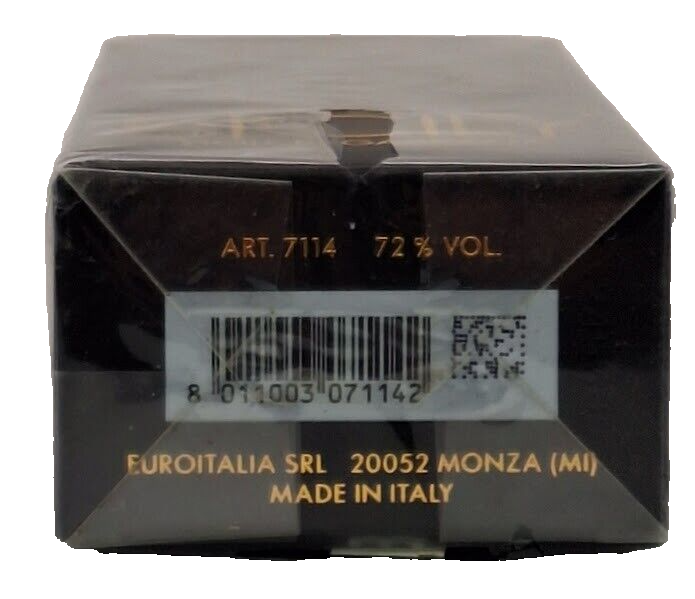 ART. 7114 72 % VOL.
8 011003 071142
EUROITALIA SRL 20052 MONZA (MI)
MADE IN ITALY